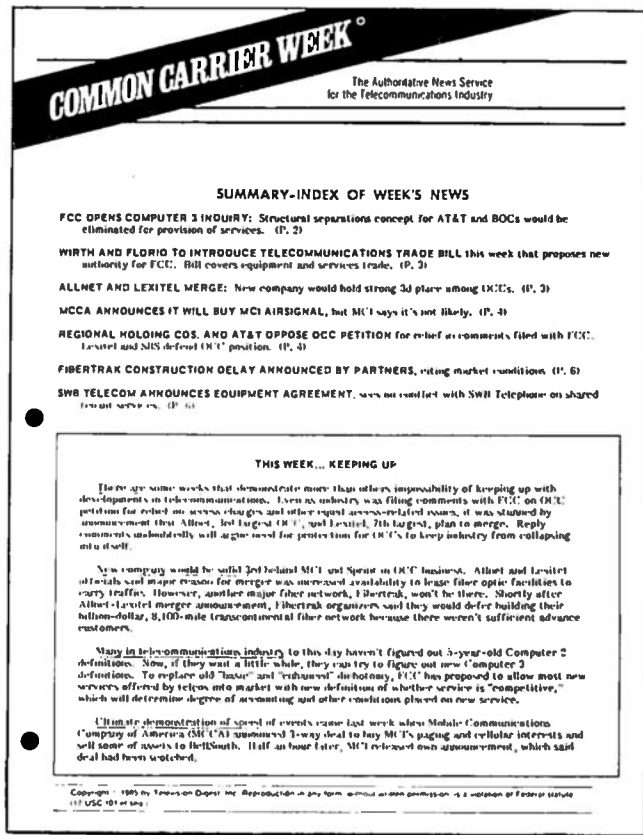 COMMON CARRIER WEEK
The Authoritative News Service
for the Telecommunications Industry
SUMMARY-INDEX OF WEEK'S NEWS
FCC OPENS COMPUTER 3 INQUIRY: Structural separations concept for AT&T and BOCs would be
eliminated for provision of services. (P. 2)
WIRTH AND FLORIO TO INTRODUCE TELECOMMUNICATIONS TRADE BILL this week that proposes new
authority for FCC. Bill covers equipment and services trade. (P. 3)
ALLNET AND LEXITEL MERGE: New company would hold strong 3d place among OCCs. (P. 3)
MCCA ANNOUNCES IT WILL BUY MCI AIRSIGNAL, but MCI says it's not likely. (P. 4)
REGIONAL HOLDING COS. AND AT&T OPPOSE OCC PETITION for relief in comments filed with FCC.
Lexitel and SBS defend OCC position. (P. 4)
FIBERTRAK CONSTRUCTION DELAY ANNOUNCED BY PARTNERS, citing market conditions. (P. 6)
SWB TELECOM ANNOUNCES EQUIPMENT AGREEMENT, sees no conflict with SWB Telephone on shared
tenant services. (P. 6)
THIS WEEK... KEEPING UP
There are some weeks that demonstrate more than others impossibility of keeping up with
developments in telecommunications. Even as industry was filing comments with FCC on OCC
petition for relief on access charges and other equal access-related issues, it was stunned by
announcement that Allnet, 3rd largest OCC, and Lexitel, 7th largest, plan to merge. Reply
comments undoubtedly will argue need for protection for OCC's to keep industry from collapsing
into itself.
New company would be solid 3rd behind MCI and Sprint in OCC business. Allnet and Lexitel
officials said major reason for merger was increased availability to lease fiber optic facilities to
carry traffic. However, another major fiber network, Fibertrak, won't be there. Shortly after
Allnet-Lexitel merger announcement, Fibertrak organizers said they would defer building their
billion-dollar, 8,100-mile transcontinental fiber network because there weren't sufficient advance
customers.
Many in telecommunications industry to this day haven't figured out 5-year-old Computer 2
definitions. Now, if they wait a little while, they can try to figure out new Computer 3
definitions. To replace old "basic" and "enhanced" dichotomy, FCC has proposed to allow most new
services offered by telcos into market with new definition of whether service is "competitive,"
which will determine degree of accounting and other conditions placed on new service.
Ultimate demonstration of speed of events came last week when Mobile Communications
Company of America (MCCA) announced 3-way deal to buy MCI's paging and cellular interests and
sell some of assets to BellSouth. Half an hour later, MCI released own announcement, which said
deal had been scotched.
Copyright 1985 by Television Digest Inc. Reproduction in any form, without written permission, is a violation of Federal statute
(17 USC 101 et seq.)